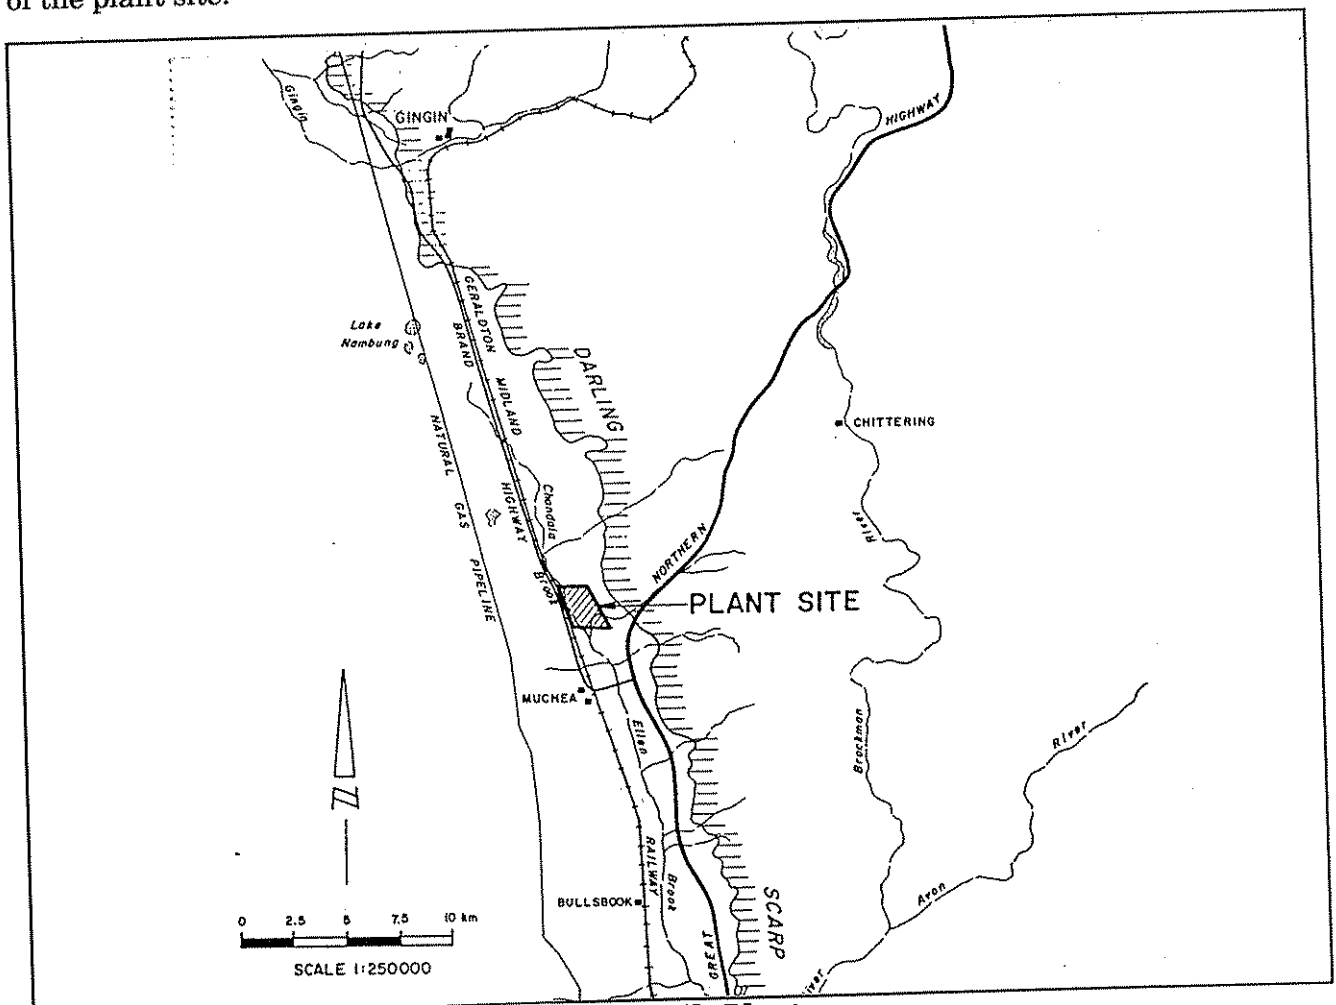 of the plant site.
Gingin
GINGIN
HIGHWAY
GERALDTON
BRAND
MIDLAND
HIGHWAY
Lake
Nambung
DARLING
CHITTERING
NATURAL
GAS
PIPELINE
Chandala
Brook
River
NORTHERN
PLANT SITE
MUCHEA
Ellen
Brockman
River
RAILWAY
Brook
BULLSBOOK
SCARP
Avon
GREAT
N
0 2.5 5 7.5 10 km
SCALE 1:250000